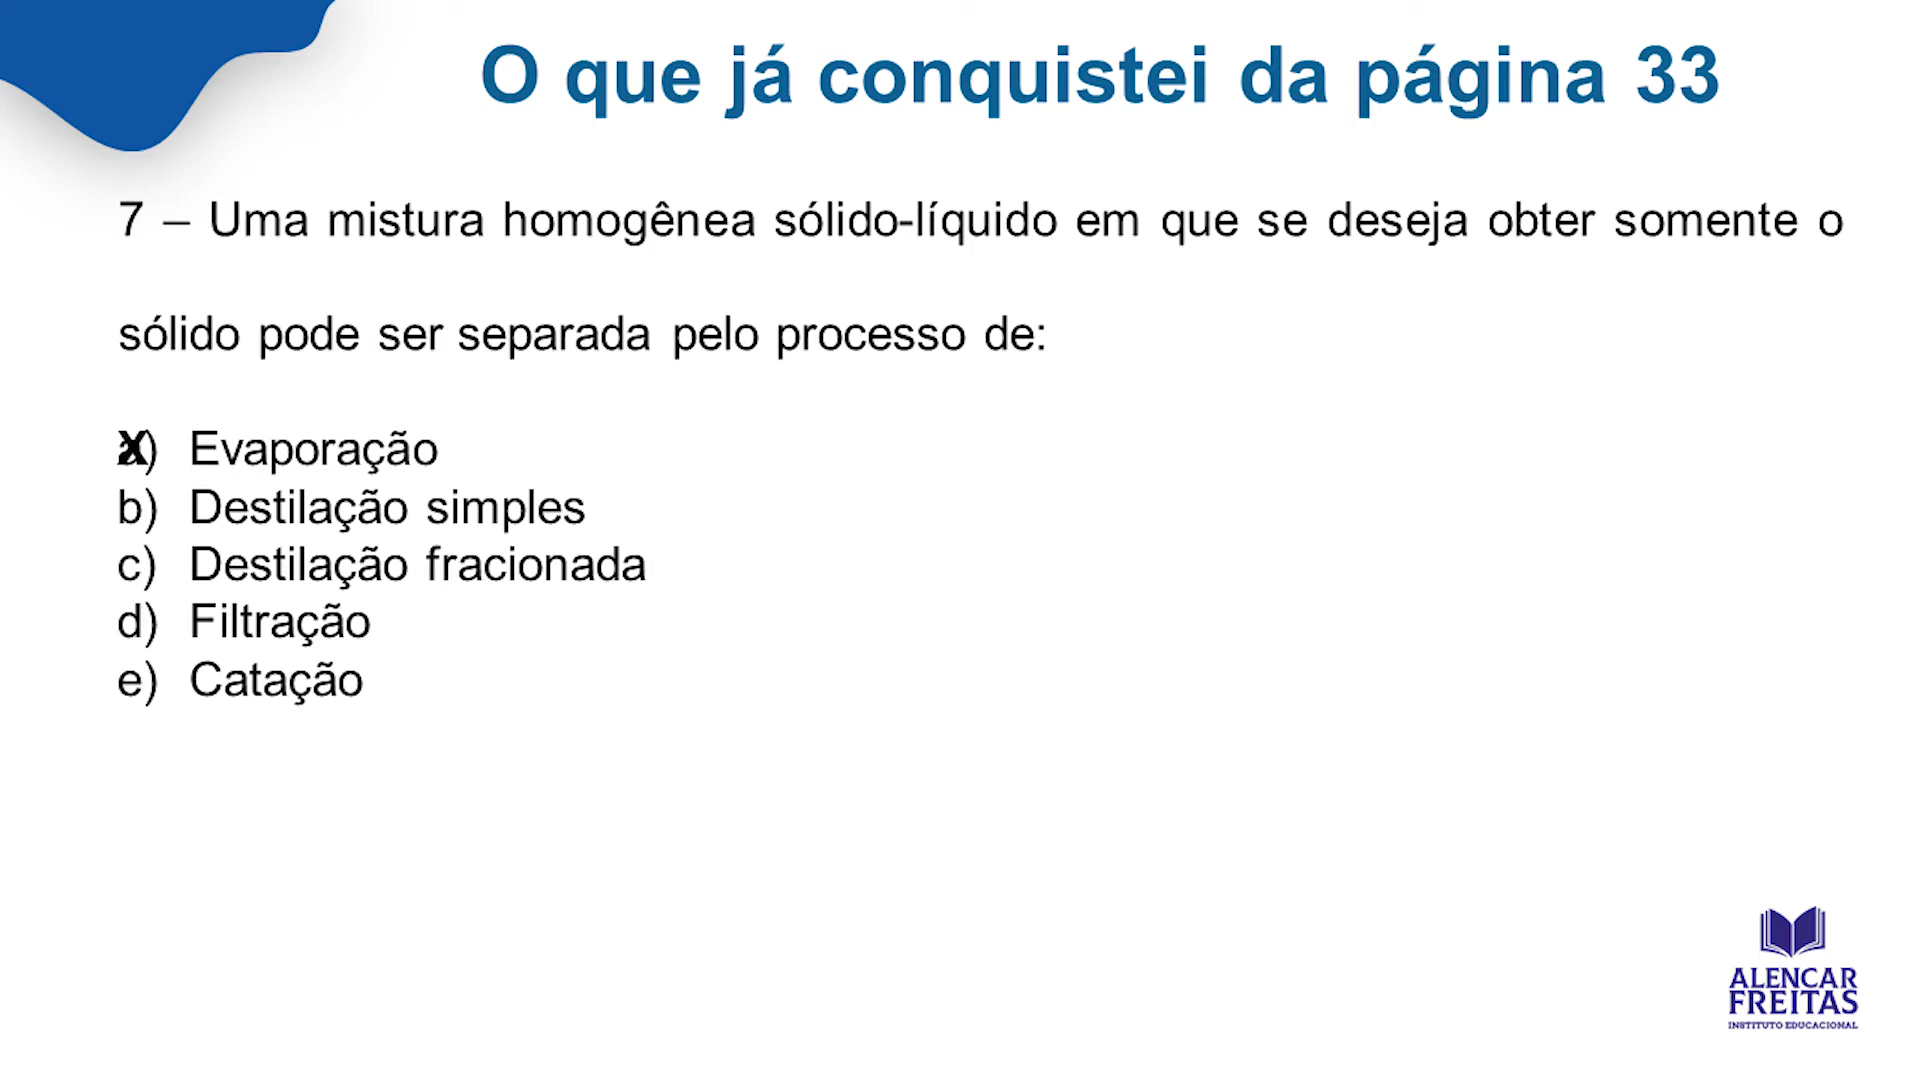 O que já conquistei da página 33
7 – Uma mistura homogênea sólido-líquido em que se deseja obter somente o
sólido pode ser separada pelo processo de:
a) X Evaporação
b) Destilação simples
c) Destilação fracionada
d) Filtração
e) Catação
ALENCAR
FREITAS
INSTITUTO EDUCACIONAL